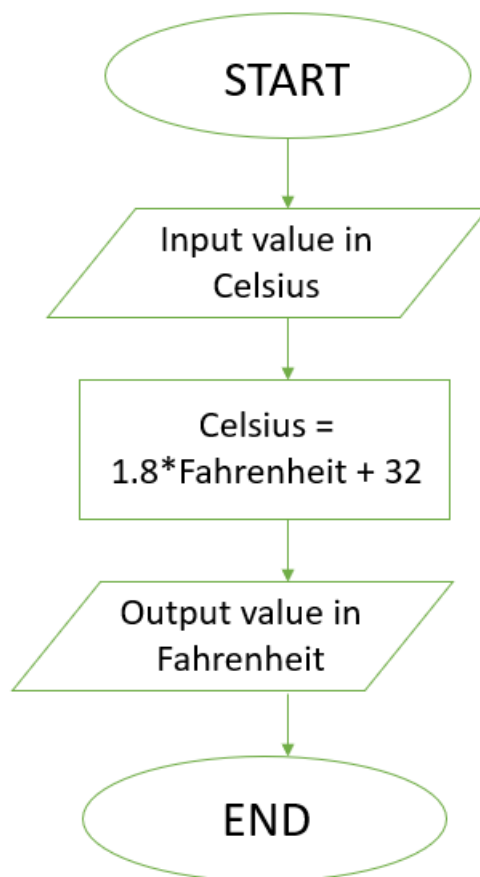 START
Input value in
Celsius
Celsius =
1.8*Fahrenheit + 32
Output value in
Fahrenheit
END